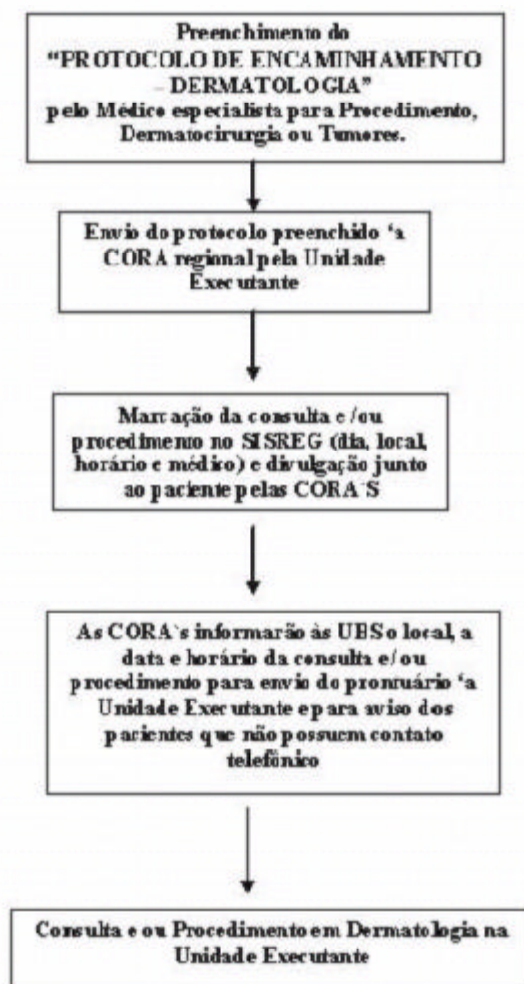 Preenchimento do
“PROTOCOLO DE ENCAMINHAMENTO
– DERMATOLOGIA”
pelo Médico especialista para Procedimento,
Dermatocirurgia ou Tumores.
Envio do protocolo preenchido ‘a
CORA regional pela Unidade
Executante
Marcação da consulta e /ou
procedimento no SISREG (dia, local,
horário e médico) e divulgação junto
ao paciente pelas CORA`S
As CORA`s informarão às UBS o local, a
data e horário da consulta e/ ou
procedimento para envio do prontuário ‘a
Unidade Executante e para aviso dos
pacientes que não possuem contato
telefônico
Consulta e ou Procedimento em Dermatologia na
Unidade Executante